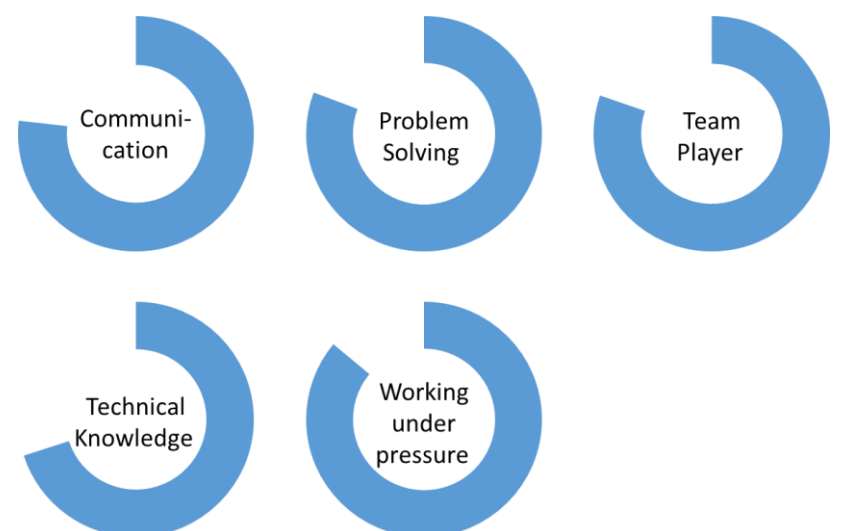 Communi-
cation
Problem
Solving
Team
Player
Technical
Knowledge
Working
under
pressure